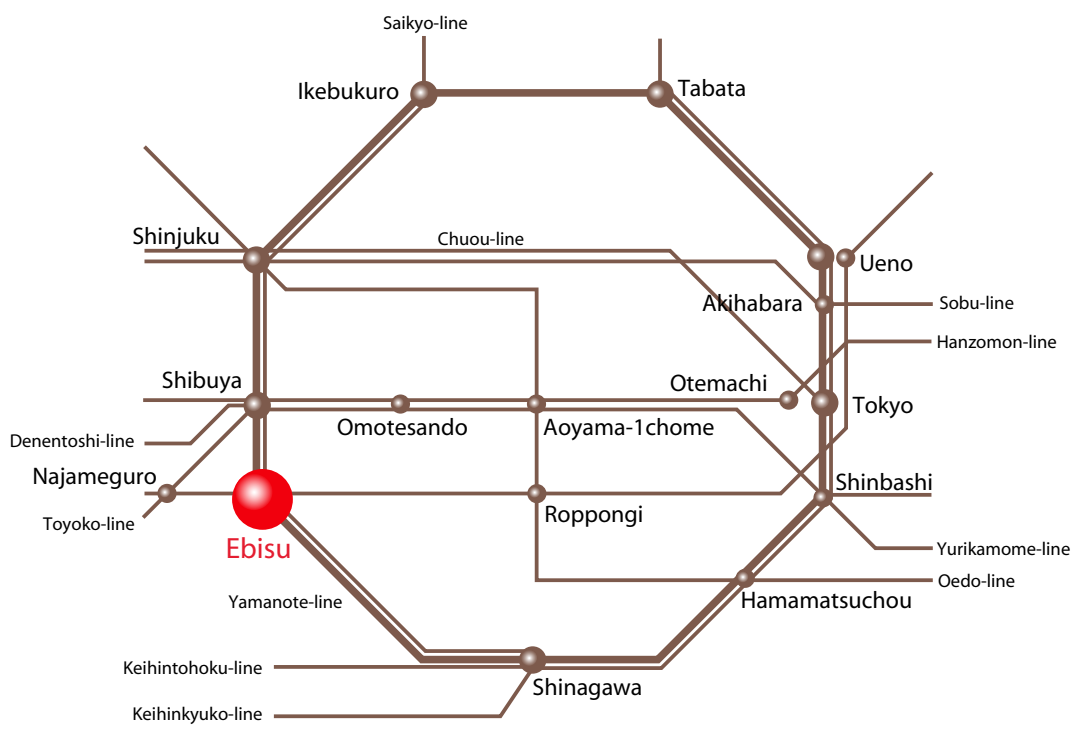 Saikyo-line
Ikebukuro
Tabata
Shinjuku
Chuou-line
Ueno
Akihabara
Sobu-line
Hanzomon-line
Shibuya
Otemachi
Tokyo
Omotesando
Aoyama-1chome
Denentoshi-line
Najameguro
Shinbashi
Toyoko-line
Roppongi
Ebisu
Yurikamome-line
Oedo-line
Yamanote-line
Hamamatsuchou
Keihintohoku-line
Shinagawa
Keihinkyuko-line